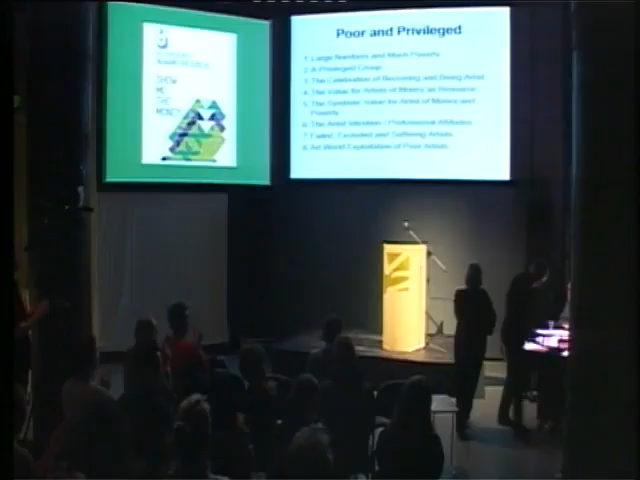 SHOW
ME
THE
MONEY
Poor and Privileged
1. Large Numbers and Much Poverty
2. A Privileged Group
3. The Celebration of Becoming and Being Artist
4. The Value for Artists of Money as Resource
5. The Symbolic Value for Artist of Money and
Poverty
6. The Artist Intention / Professional Attitudes
7. Failed, Excluded and Suffering Artists
8. Art World Exploitation of Poor Artists